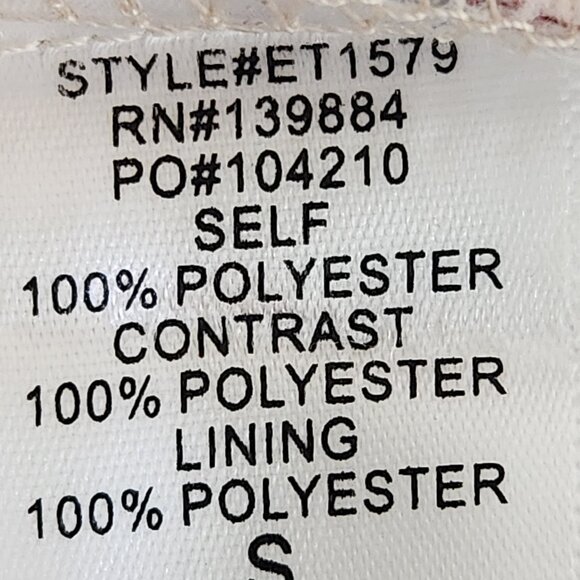 STYLE#ET1579
RN#139884
PO#104210
SELF
100% POLYESTER
CONTRAST
100% POLYESTER
LINING
100% POLYESTER
S